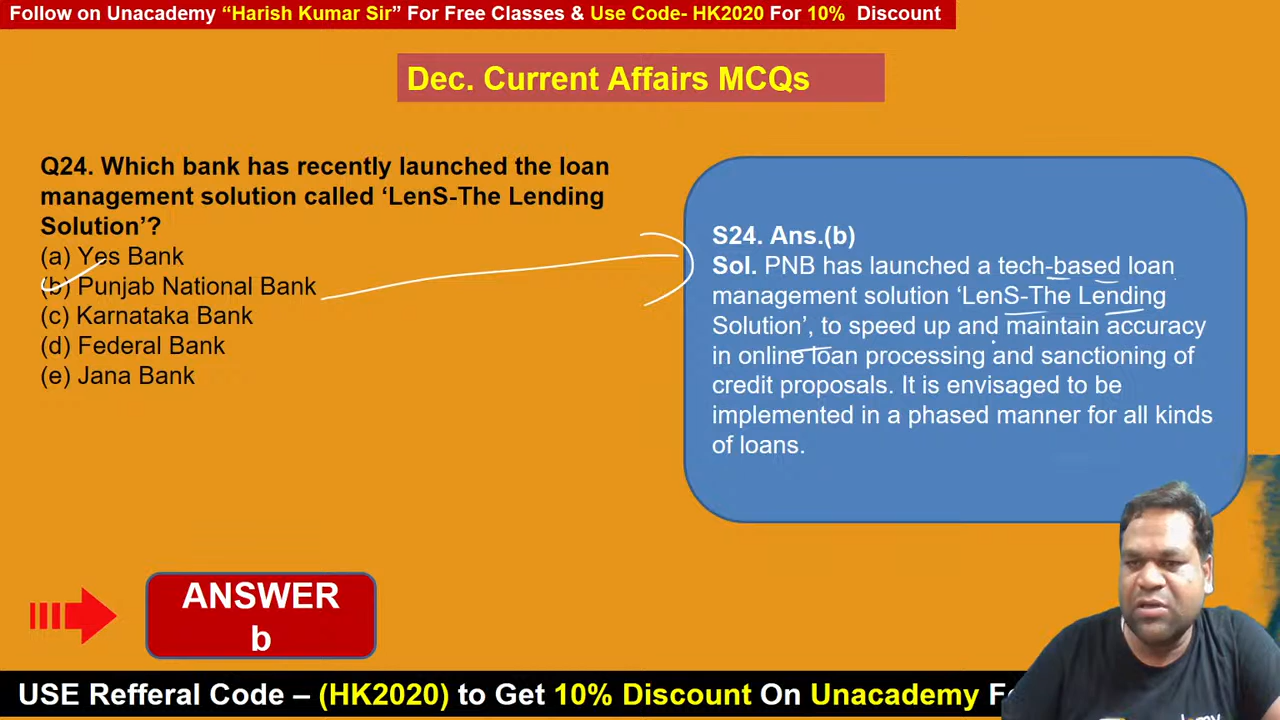 Follow on Unacademy “Harish Kumar Sir” For Free Classes & Use Code- HK2020 For 10% Discount
Dec. Current Affairs MCQs
Q24. Which bank has recently launched the loan
management solution called ‘LenS-The Lending
Solution’?
(a) Yes Bank
(b) Punjab National Bank
(c) Karnataka Bank
(d) Federal Bank
(e) Jana Bank
S24. Ans.(b)
Sol. PNB has launched a tech-based loan
management solution ‘LenS-The Lending
Solution’, to speed up and maintain accuracy
in online loan processing and sanctioning of
credit proposals. It is envisaged to be
implemented in a phased manner for all kinds
of loans.
ANSWER
b
USE Refferal Code – (HK2020) to Get 10% Discount On Unacademy